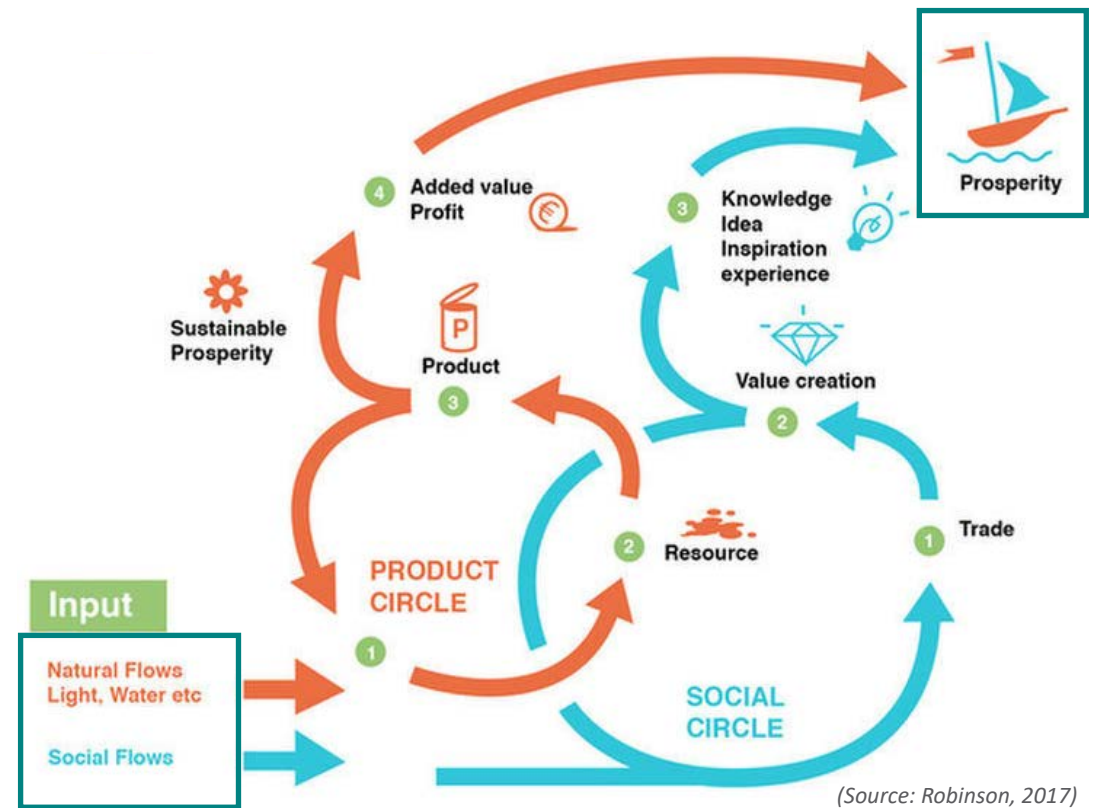 Prosperity
4
Added value
Profit
€
3
Knowledge
Idea
Inspiration
experience
Sustainable
Prosperity
P
Product
3
Value creation
2
2
Resource
1
Trade
PRODUCT
CIRCLE
Input
1
Natural Flows
Light, Water etc
SOCIAL
CIRCLE
Social Flows
(Source: Robinson, 2017)